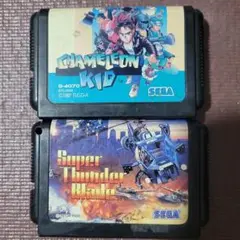 CHAMELEON
KID
SEGA
Super
Thunder
Blade
SEGA